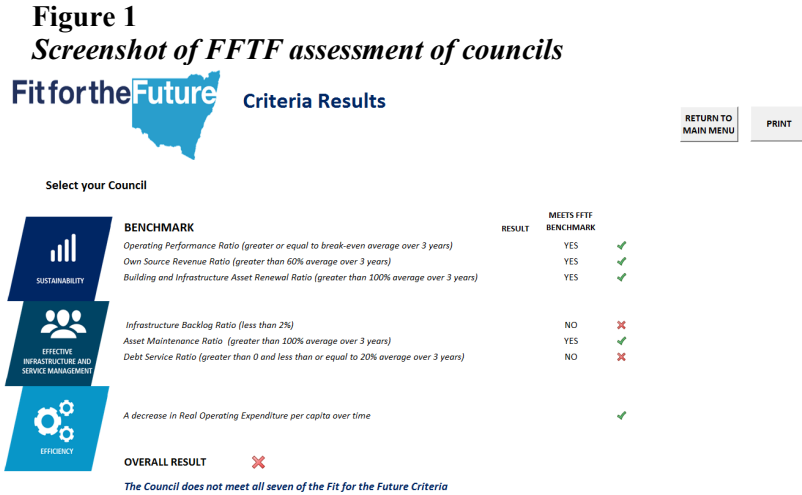 Figure 1
Screenshot of FFTF assessment of councils
Fit for the Future
Criteria Results
RETURN TO
MAIN MENU
PRINT
Select your Council
BENCHMARK
RESULT
MEETS FFTF
BENCHMARK
SUSTAINABILITY
Operating Performance Ratio (greater or equal to break-even average over 3 years) YES
Own Source Revenue Ratio (greater than 60% average over 3 years) YES
Building and Infrastructure Asset Renewal Ratio (greater than 100% average over 3 years) YES
EFFECTIVE
INFRASTRUCTURE AND
SERVICE MANAGEMENT
Infrastructure Backlog Ratio (less than 2%) NO
Asset Maintenance Ratio (greater than 100% average over 3 years) YES
Debt Service Ratio (greater than 0 and less than or equal to 20% average over 3 years) NO
EFFICIENCY
A decrease in Real Operating Expenditure per capita over time
OVERALL RESULT
The Council does not meet all seven of the Fit for the Future Criteria